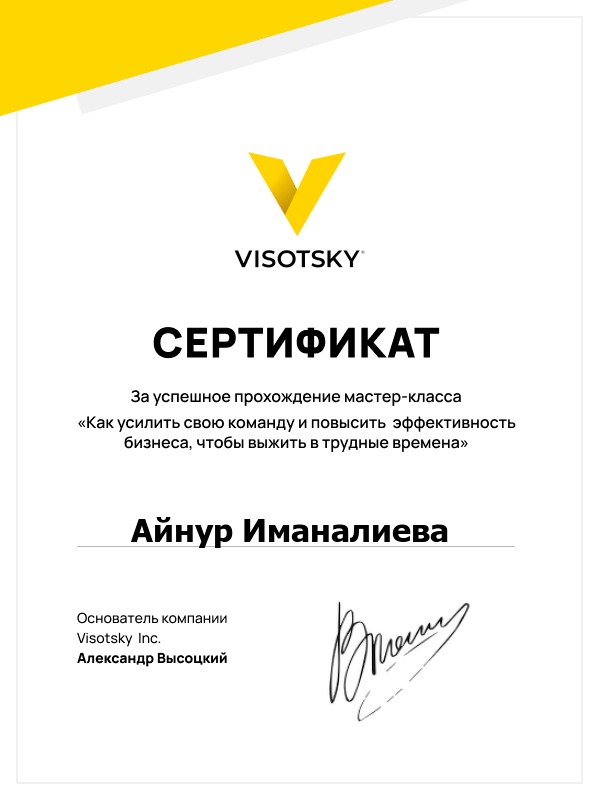 VISOTSKY
СЕРТИФИКАТ
За успешное прохождение мастер-класса
«Как усилить свою команду и повысить эффективность
бизнеса, чтобы выжить в трудные времена»
Айнур Иманалиева
Основатель компании
Visotsky Inc.
Александр Высоцкий